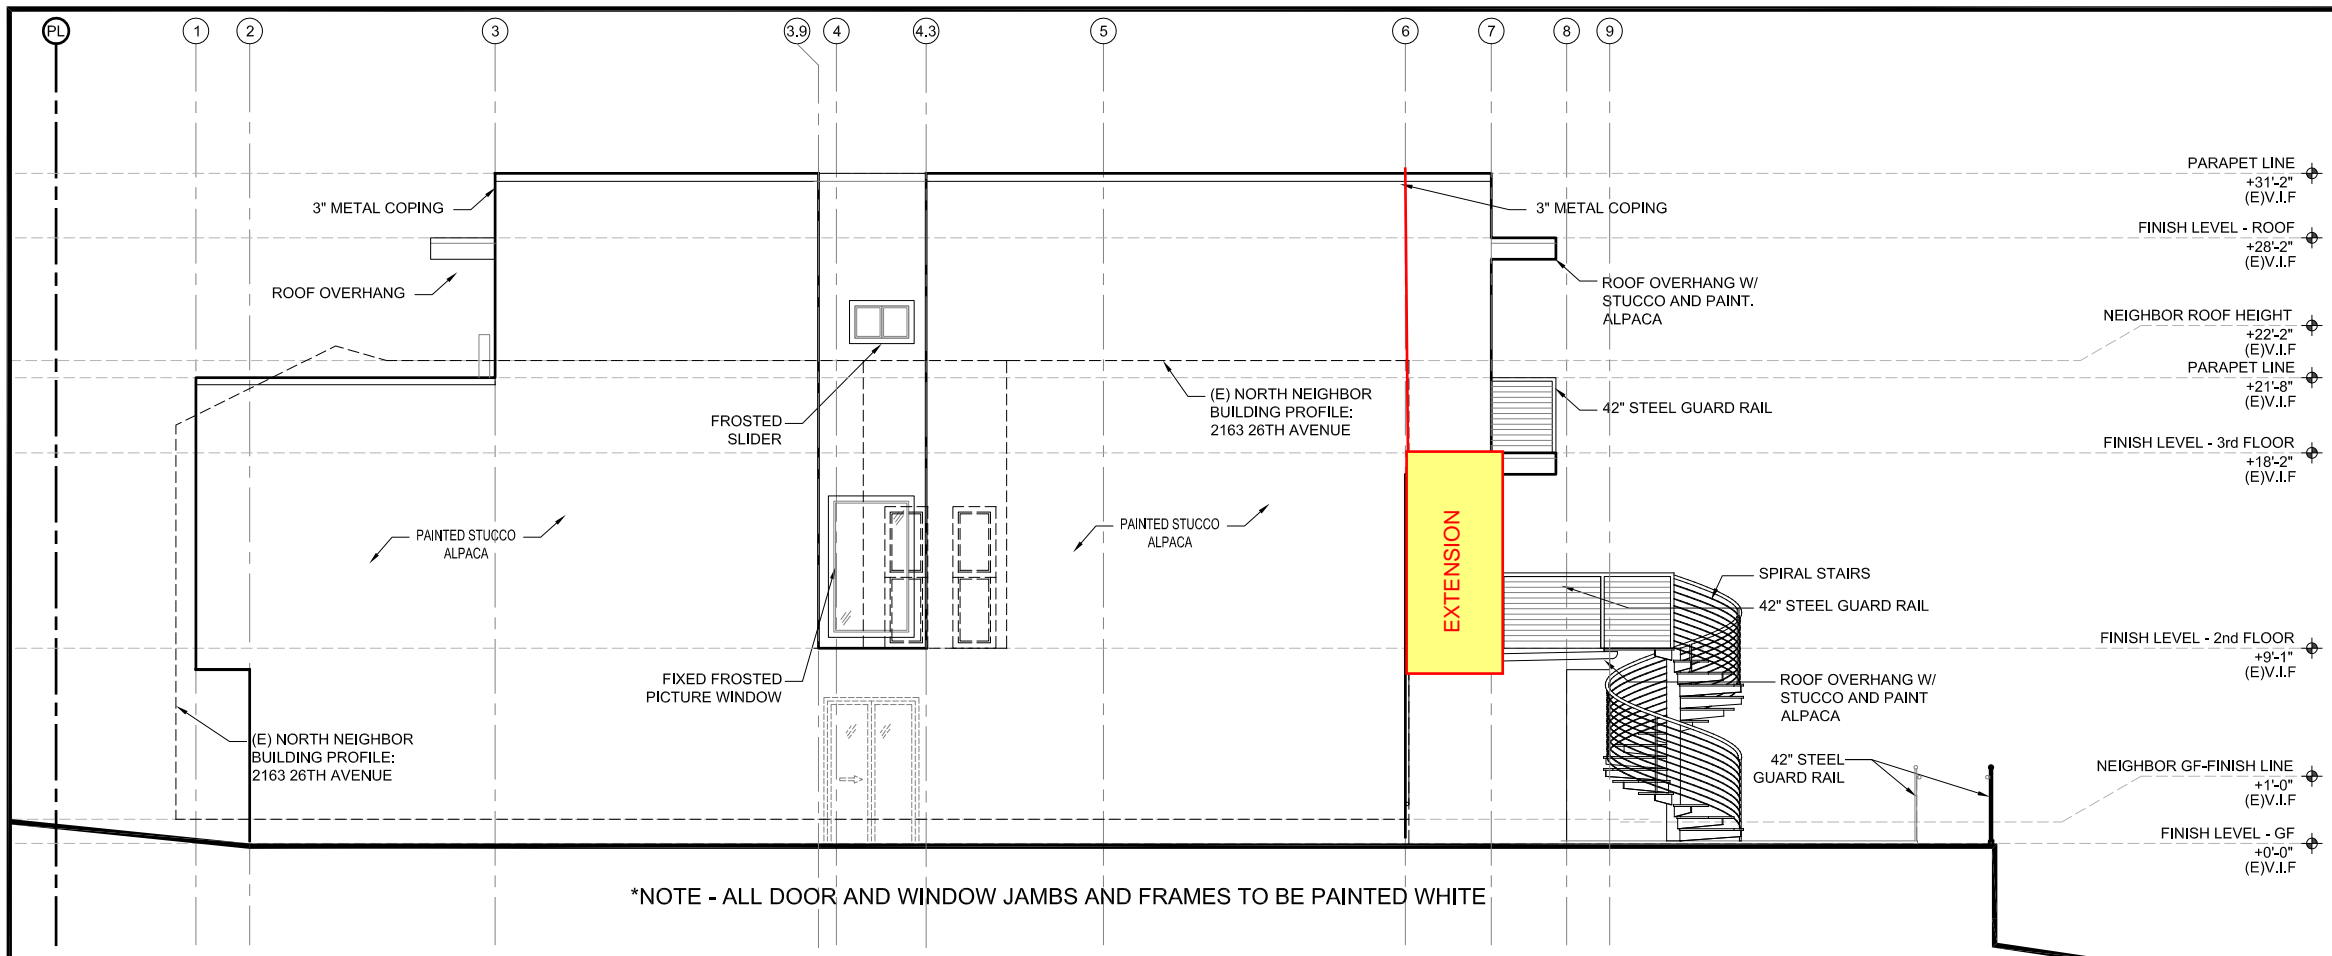 PL 1 2 3 3.9 4 4.3 5 6 7 8 9
PARAPET LINE
+31'-2"
(E)V.I.F
3" METAL COPING
3" METAL COPING
FINISH LEVEL - ROOF
+28'-2"
(E)V.I.F
ROOF OVERHANG
ROOF OVERHANG W/
STUCCO AND PAINT.
ALPACA
NEIGHBOR ROOF HEIGHT
+22'-2"
(E)V.I.F
PARAPET LINE
+21'-8"
(E)V.I.F
(E) NORTH NEIGHBOR
BUILDING PROFILE:
2163 26TH AVENUE
42" STEEL GUARD RAIL
FROSTED
SLIDER
FINISH LEVEL - 3rd FLOOR
+18'-2"
(E)V.I.F
PAINTED STUCCO
ALPACA
PAINTED STUCCO
ALPACA
EXTENSION
SPIRAL STAIRS
42" STEEL GUARD RAIL
FINISH LEVEL - 2nd FLOOR
+9'-1"
(E)V.I.F
FIXED FROSTED
PICTURE WINDOW
ROOF OVERHANG W/
STUCCO AND PAINT
ALPACA
(E) NORTH NEIGHBOR
BUILDING PROFILE:
2163 26TH AVENUE
42" STEEL
GUARD RAIL
NEIGHBOR GF-FINISH LINE
+1'-0"
(E)V.I.F
FINISH LEVEL - GF
+0'-0"
(E)V.I.F
*NOTE - ALL DOOR AND WINDOW JAMBS AND FRAMES TO BE PAINTED WHITE